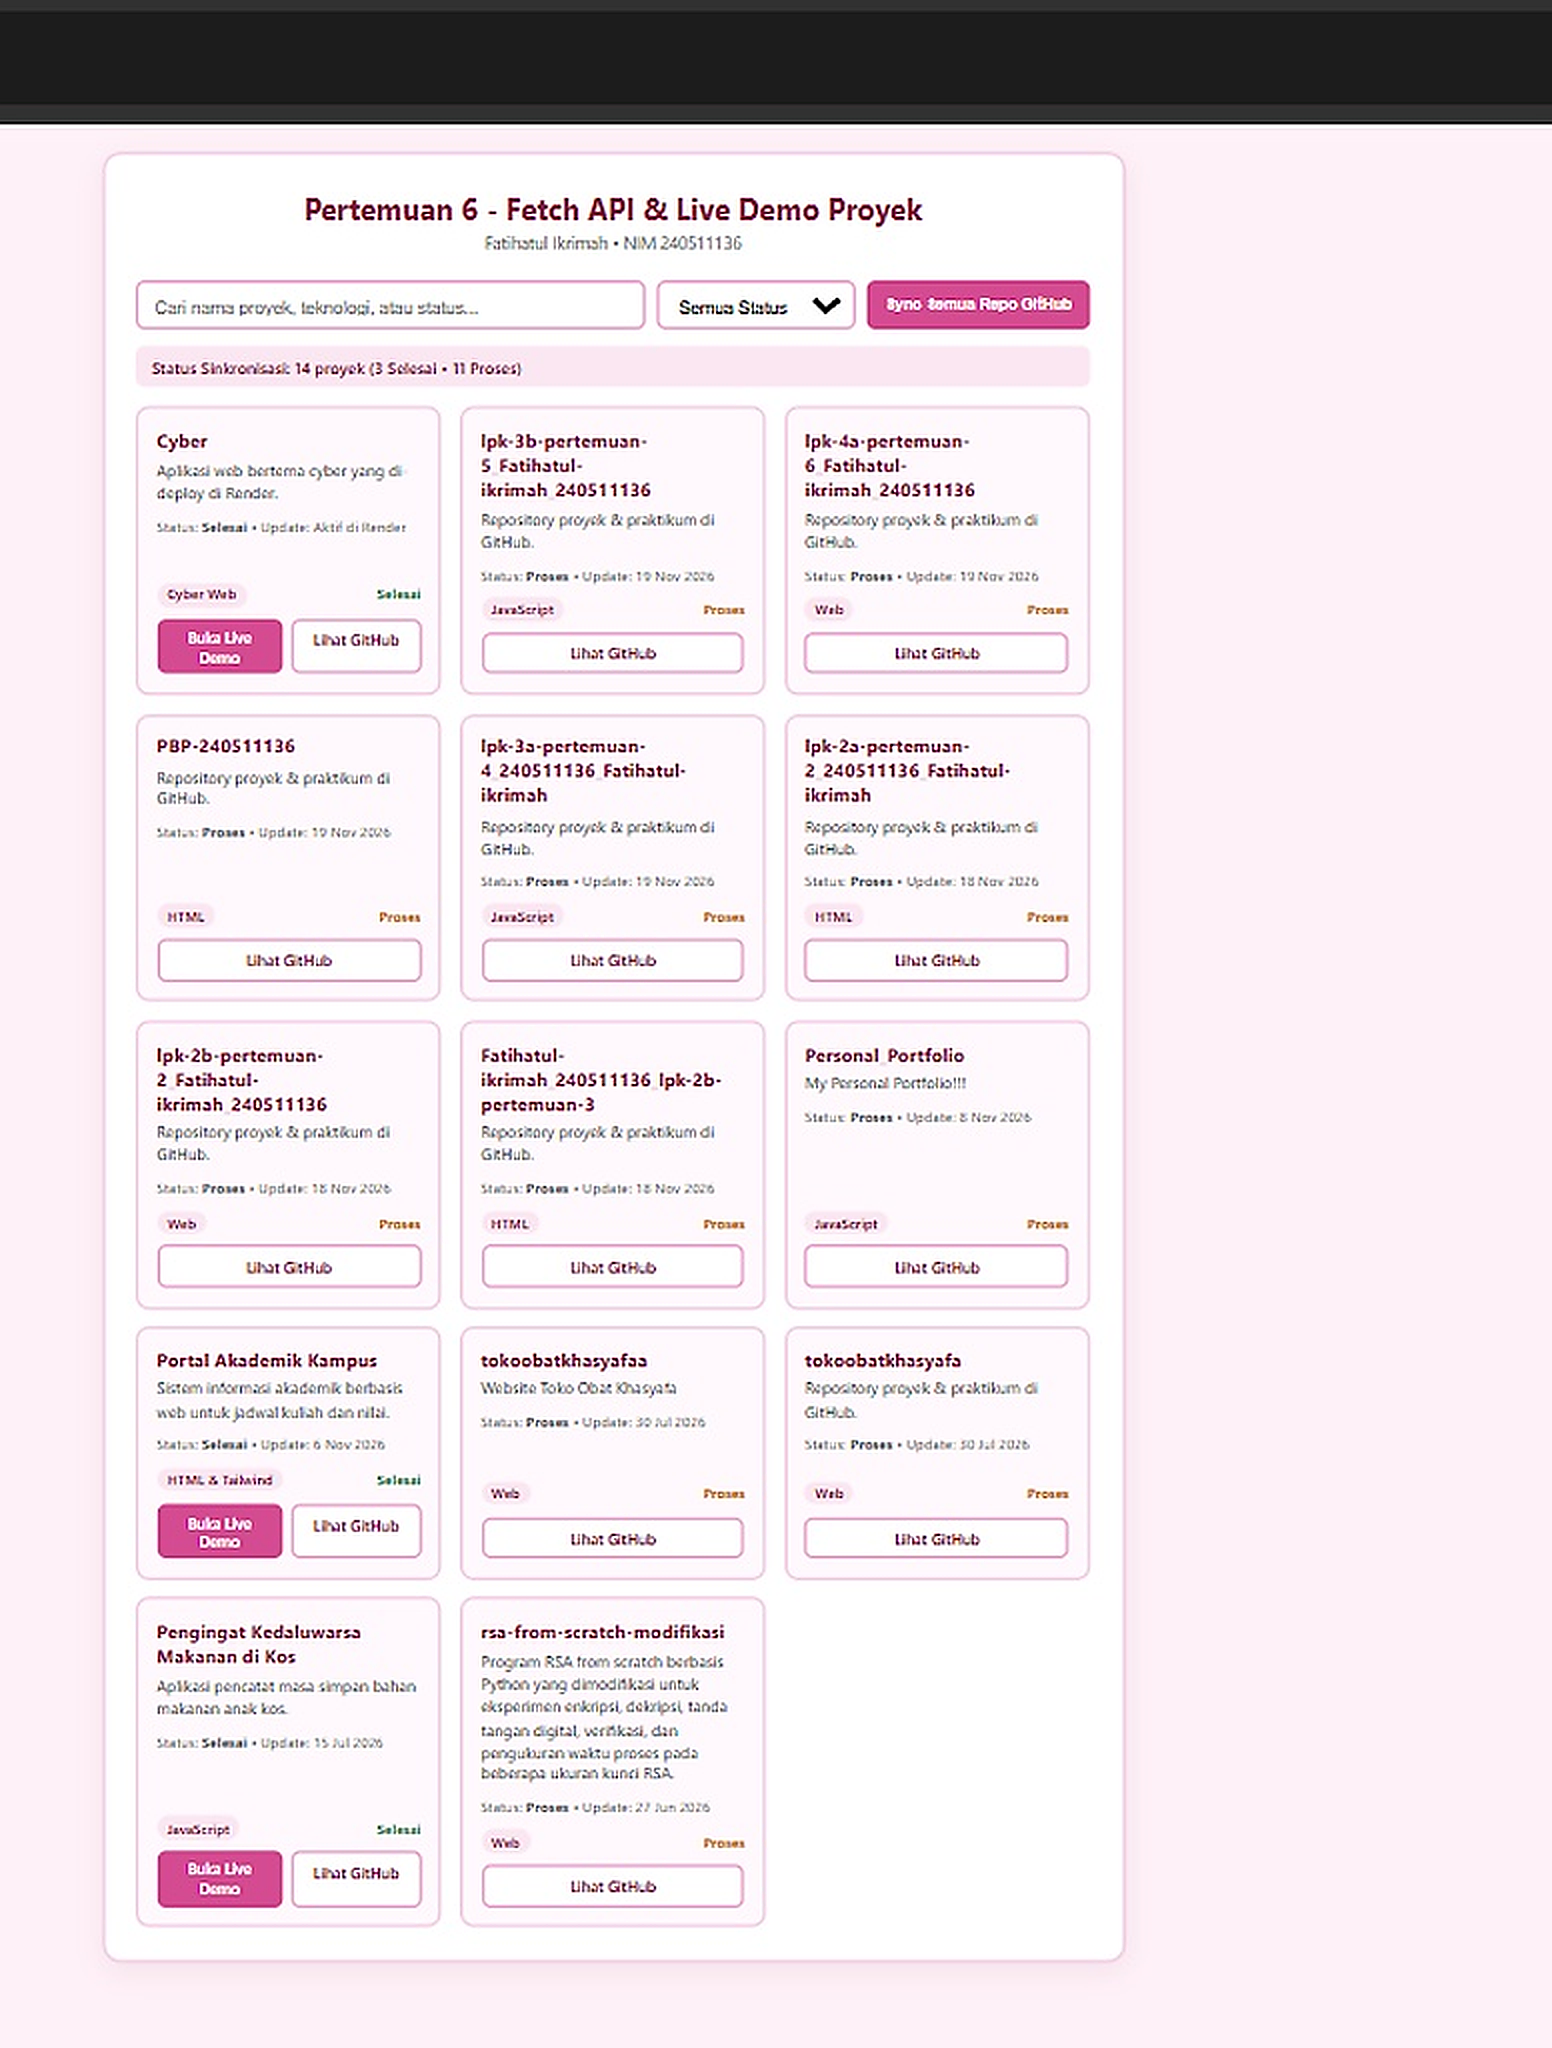 Pertemuan 6 - Fetch API & Live Demo Proyek
Fatihatul Ikrimah • NIM 240511136
Cari nama proyek, teknologi, atau status...
Semua Status
Sync Semua Repo GitHub
Status Sinkronisasi: 14 proyek (3 Selesai • 11 Proses)
Cyber
Aplikasi web bertema cyber yang di-
deploy di Render.
Status: Selesai • Update: Aktif di Render
Cyber Web
Selesai
Buka Live
Demo
Lihat GitHub
lpk-3b-pertemuan-
5_Fatihatul-
ikrimah_240511136
Repository proyek & praktikum di
GitHub.
Status: Proses • Update: 19 Nov 2026
JavaScript
Proses
Lihat GitHub
lpk-4a-pertemuan-
6_Fatihatul-
ikrimah_240511136
Repository proyek & praktikum di
GitHub.
Status: Proses • Update: 19 Nov 2026
Web
Proses
Lihat GitHub
PBP-240511136
Repository proyek & praktikum di
GitHub.
Status: Proses • Update: 19 Nov 2026
HTML
Proses
Lihat GitHub
lpk-3a-pertemuan-
4_240511136_Fatihatul-
ikrimah
Repository proyek & praktikum di
GitHub.
Status: Proses • Update: 19 Nov 2026
JavaScript
Proses
Lihat GitHub
lpk-2a-pertemuan-
2_240511136_Fatihatul-
ikrimah
Repository proyek & praktikum di
GitHub.
Status: Proses • Update: 18 Nov 2026
HTML
Proses
Lihat GitHub
lpk-2b-pertemuan-
2_Fatihatul-
ikrimah_240511136
Repository proyek & praktikum di
GitHub.
Status: Proses • Update: 18 Nov 2026
Web
Proses
Lihat GitHub
Fatihatul-
ikrimah_240511136_lpk-2b-
pertemuan-3
Repository proyek & praktikum di
GitHub.
Status: Proses • Update: 18 Nov 2026
HTML
Proses
Lihat GitHub
Personal_Portfolio
My Personal Portfolio!!!
Status: Proses • Update: 8 Nov 2026
JavaScript
Proses
Lihat GitHub
Portal Akademik Kampus
Sistem informasi akademik berbasis
web untuk jadwal kuliah dan nilai.
Status: Selesai • Update: 6 Nov 2026
HTML & Tailwind
Selesai
Buka Live
Demo
Lihat GitHub
tokoobatkhasyafaa
Website Toko Obat Khasyafa
Status: Proses • Update: 30 Jul 2026
Web
Proses
Lihat GitHub
tokoobatkhasyafa
Repository proyek & praktikum di
GitHub.
Status: Proses • Update: 30 Jul 2026
Web
Proses
Lihat GitHub
Pengingat Kedaluwarsa
Makanan di Kos
Aplikasi pencatat masa simpan bahan
makanan anak kos.
Status: Selesai • Update: 15 Jul 2026
JavaScript
Selesai
Buka Live
Demo
Lihat GitHub
rsa-from-scratch-modifikasi
Program RSA from scratch berbasis
Python yang dimodifikasi untuk
eksperimen enkripsi, dekripsi, tanda
tangan digital, verifikasi, dan
pengukuran waktu proses pada
beberapa ukuran kunci RSA.
Status: Proses • Update: 27 Jun 2026
Web
Proses
Lihat GitHub